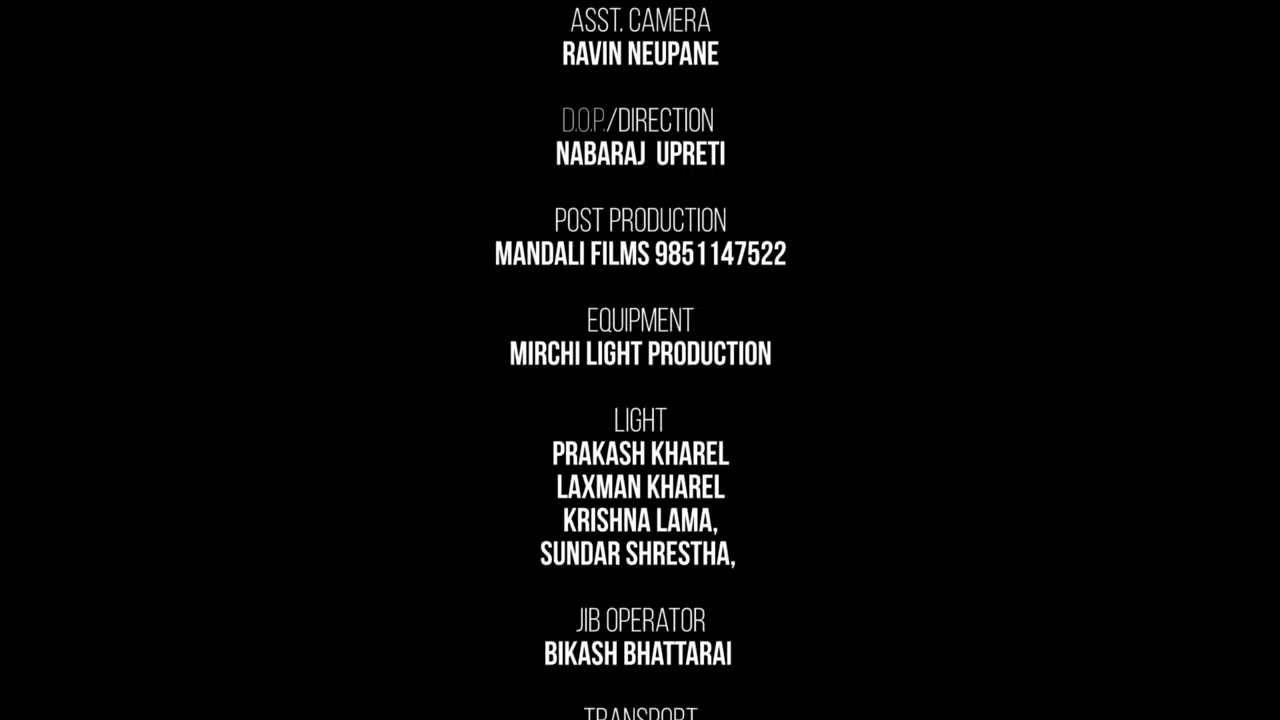 ASST. CAMERA
RAVIN NEUPANE
D.O.P./DIRECTION
NABARAJ UPRETI
POST PRODUCTION
MANDALI FILMS 9851147522
EQUIPMENT
MIRCHI LIGHT PRODUCTION
LIGHT
PRAKASH KHAREL
LAXMAN KHAREL
KRISHNA LAMA,
SUNDAR SHRESTHA,
JIB OPERATOR
BIKASH BHATTARAI
TRANSPORT